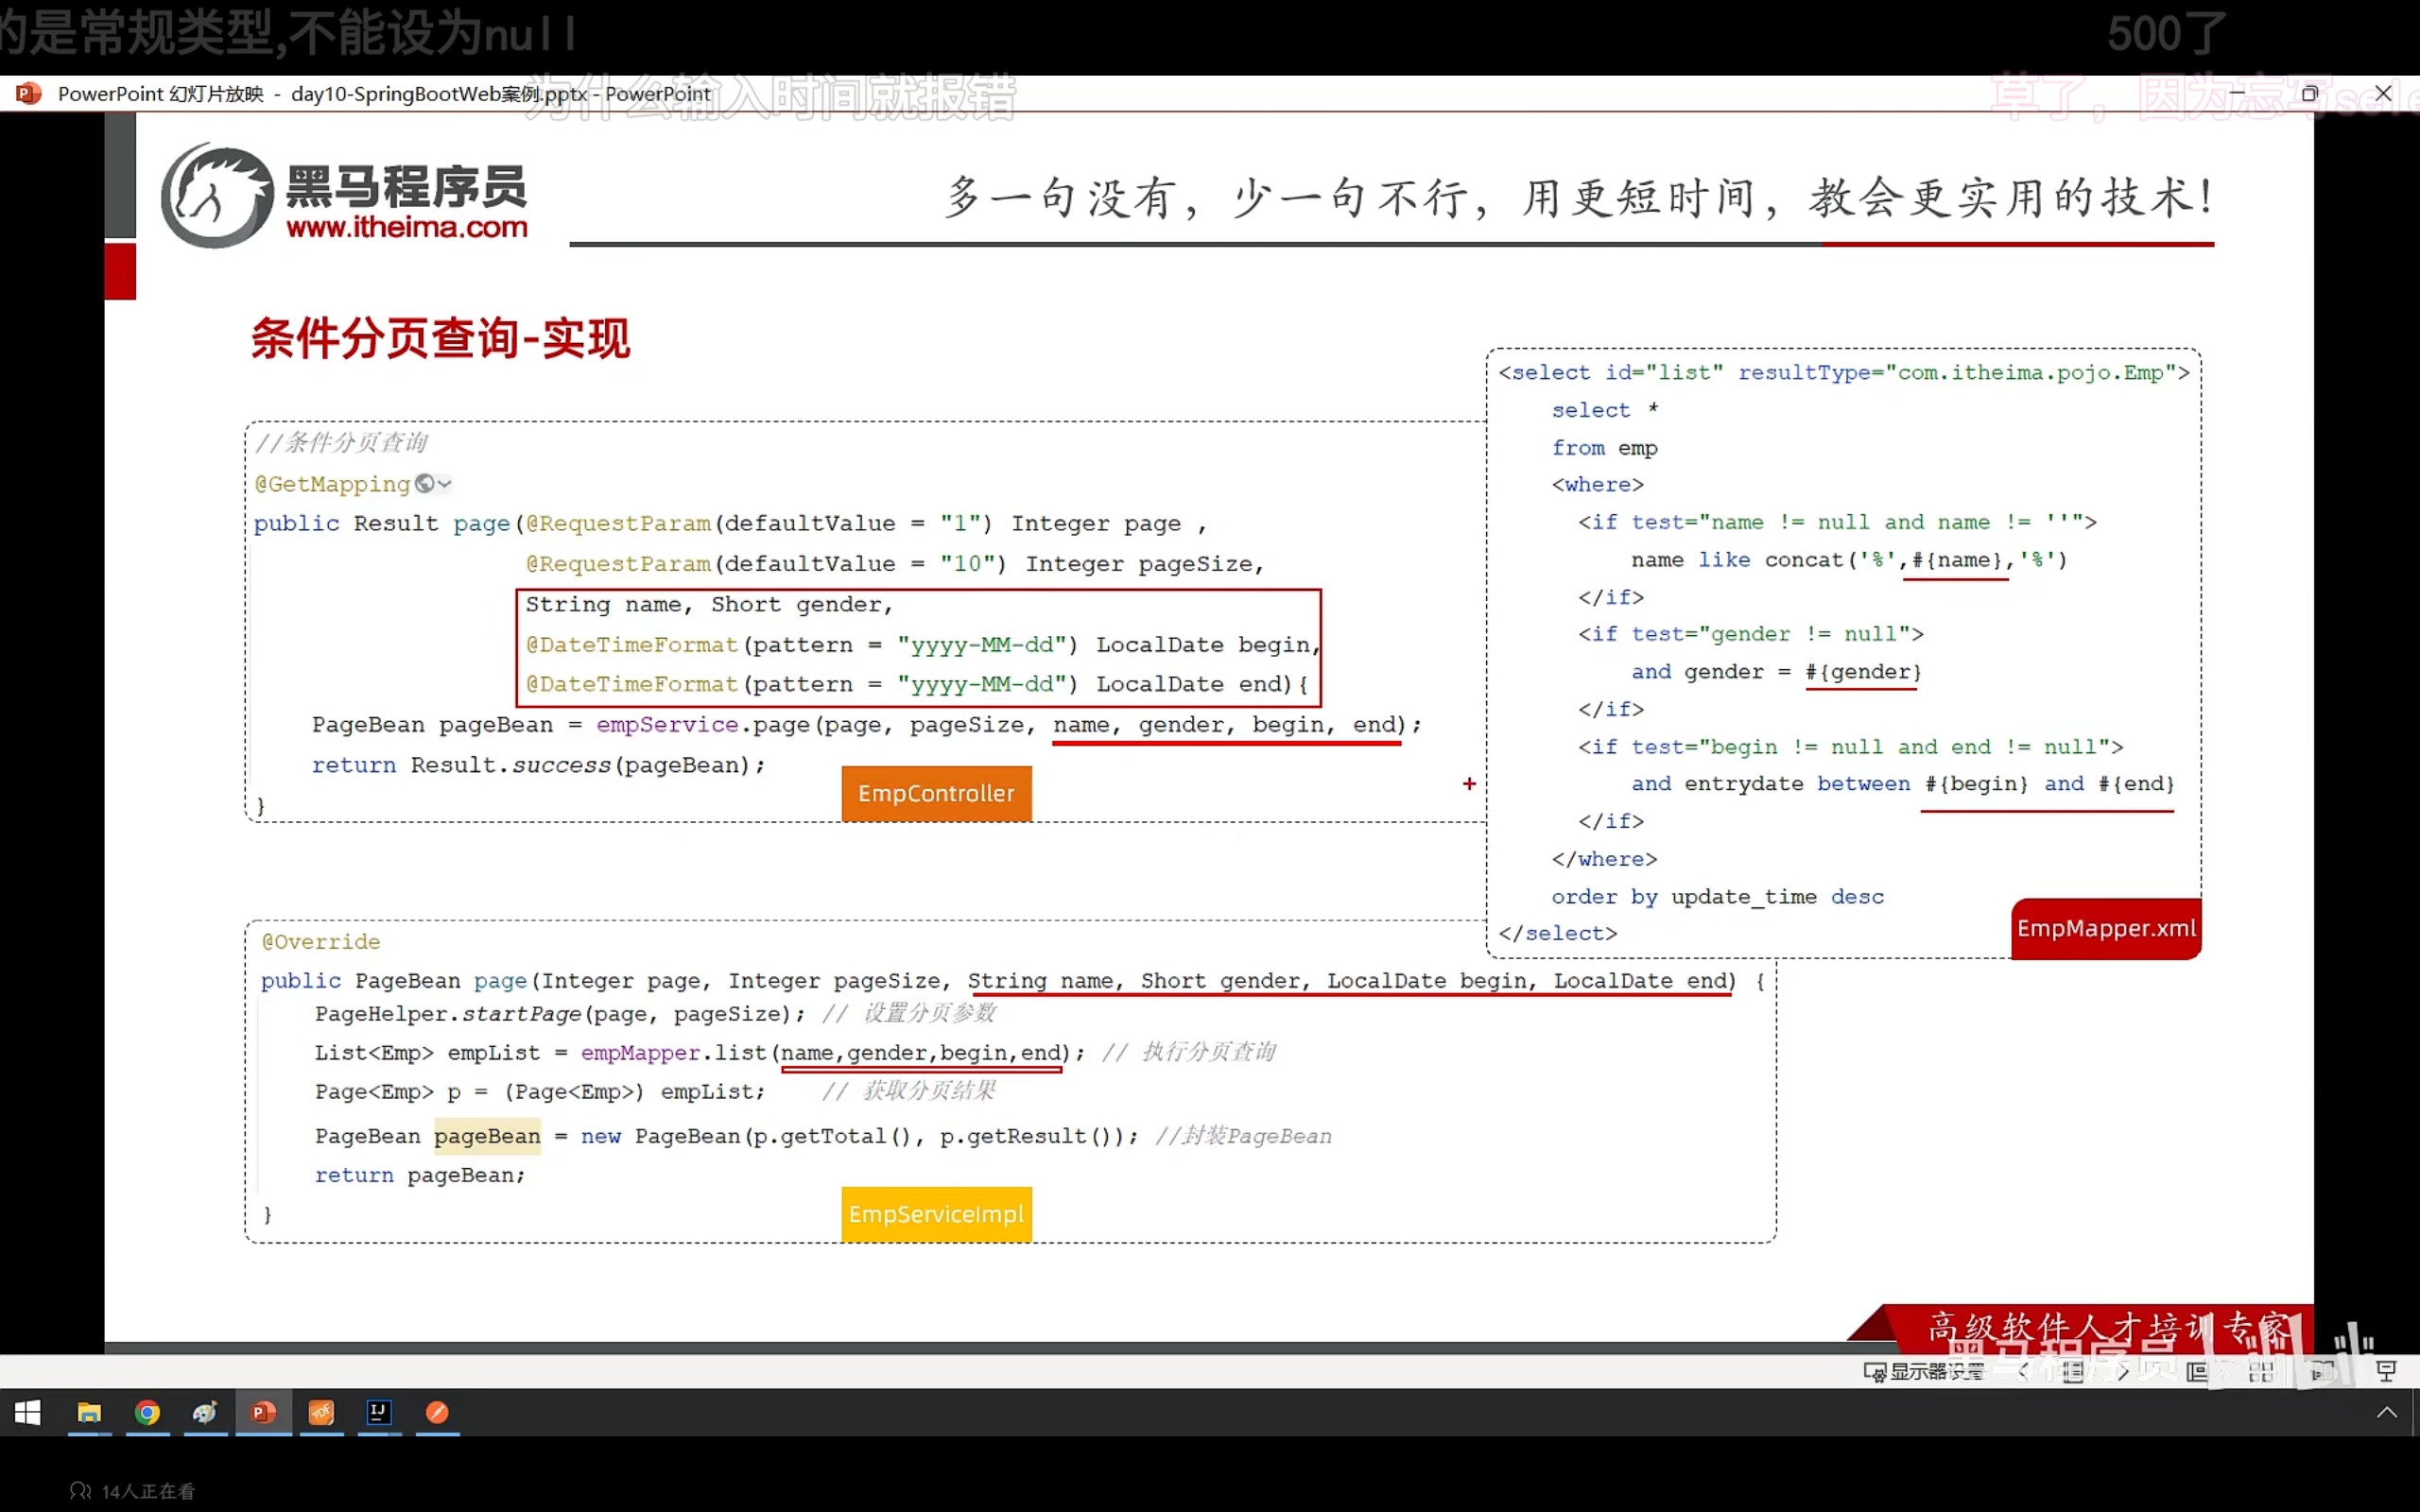 的是常规类型,不能设为null
500了
PowerPoint 幻灯片放映 - day10-SpringBootWeb案例.pptx - PowerPoint
为什么输入时间就报错
草了，因为忘写sele
黑马程序员
www.itheima.com
多一句没有，少一句不行，用更短时间，教会更实用的技术！
条件分页查询-实现
//条件分页查询
@GetMapping
public Result page(@RequestParam(defaultValue = "1") Integer page ,
@RequestParam(defaultValue = "10") Integer pageSize,
String name, Short gender,
@DateTimeFormat(pattern = "yyyy-MM-dd") LocalDate begin,
@DateTimeFormat(pattern = "yyyy-MM-dd") LocalDate end){
PageBean pageBean = empService.page(page, pageSize, name, gender, begin, end);
return Result.success(pageBean);
}
EmpController
<select id="list" resultType="com.itheima.pojo.Emp">
select *
from emp
<where>
<if test="name != null and name != ''">
name like concat('%',#{name},'%')
</if>
<if test="gender != null">
and gender = #{gender}
</if>
<if test="begin != null and end != null">
and entrydate between #{begin} and #{end}
</if>
</where>
order by update_time desc
</select>
EmpMapper.xml
@Override
public PageBean page(Integer page, Integer pageSize, String name, Short gender, LocalDate begin, LocalDate end) {
PageHelper.startPage(page, pageSize); // 设置分页参数
List<Emp> empList = empMapper.list(name,gender,begin,end); // 执行分页查询
Page<Emp> p = (Page<Emp>) empList; // 获取分页结果
PageBean pageBean = new PageBean(p.getTotal(), p.getResult()); //封装PageBean
return pageBean;
}
EmpServiceImpl
高级软件人才培训专家
黑马程序员
显示器设置
14人正在看